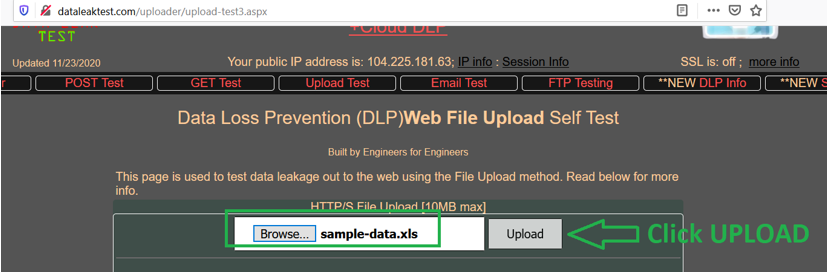 dataleaktest.com/uploader/upload-test3.aspx
+Cloud DLP
TEST
Updated 11/23/2020
Your public IP address is: 104.225.181.63; IP info : Session Info
SSL is: off ; more info
r
POST Test
GET Test
Upload Test
Email Test
FTP Testing
**NEW DLP Info
**NEW S
Data Loss Prevention (DLP)Web File Upload Self Test
Built by Engineers for Engineers
This page is used to test data leakage out to the web using the File Upload method. Read below for more
info.
HTTP/S File Upload [10MB max]
Browse... sample-data.xls
Upload
Click UPLOAD